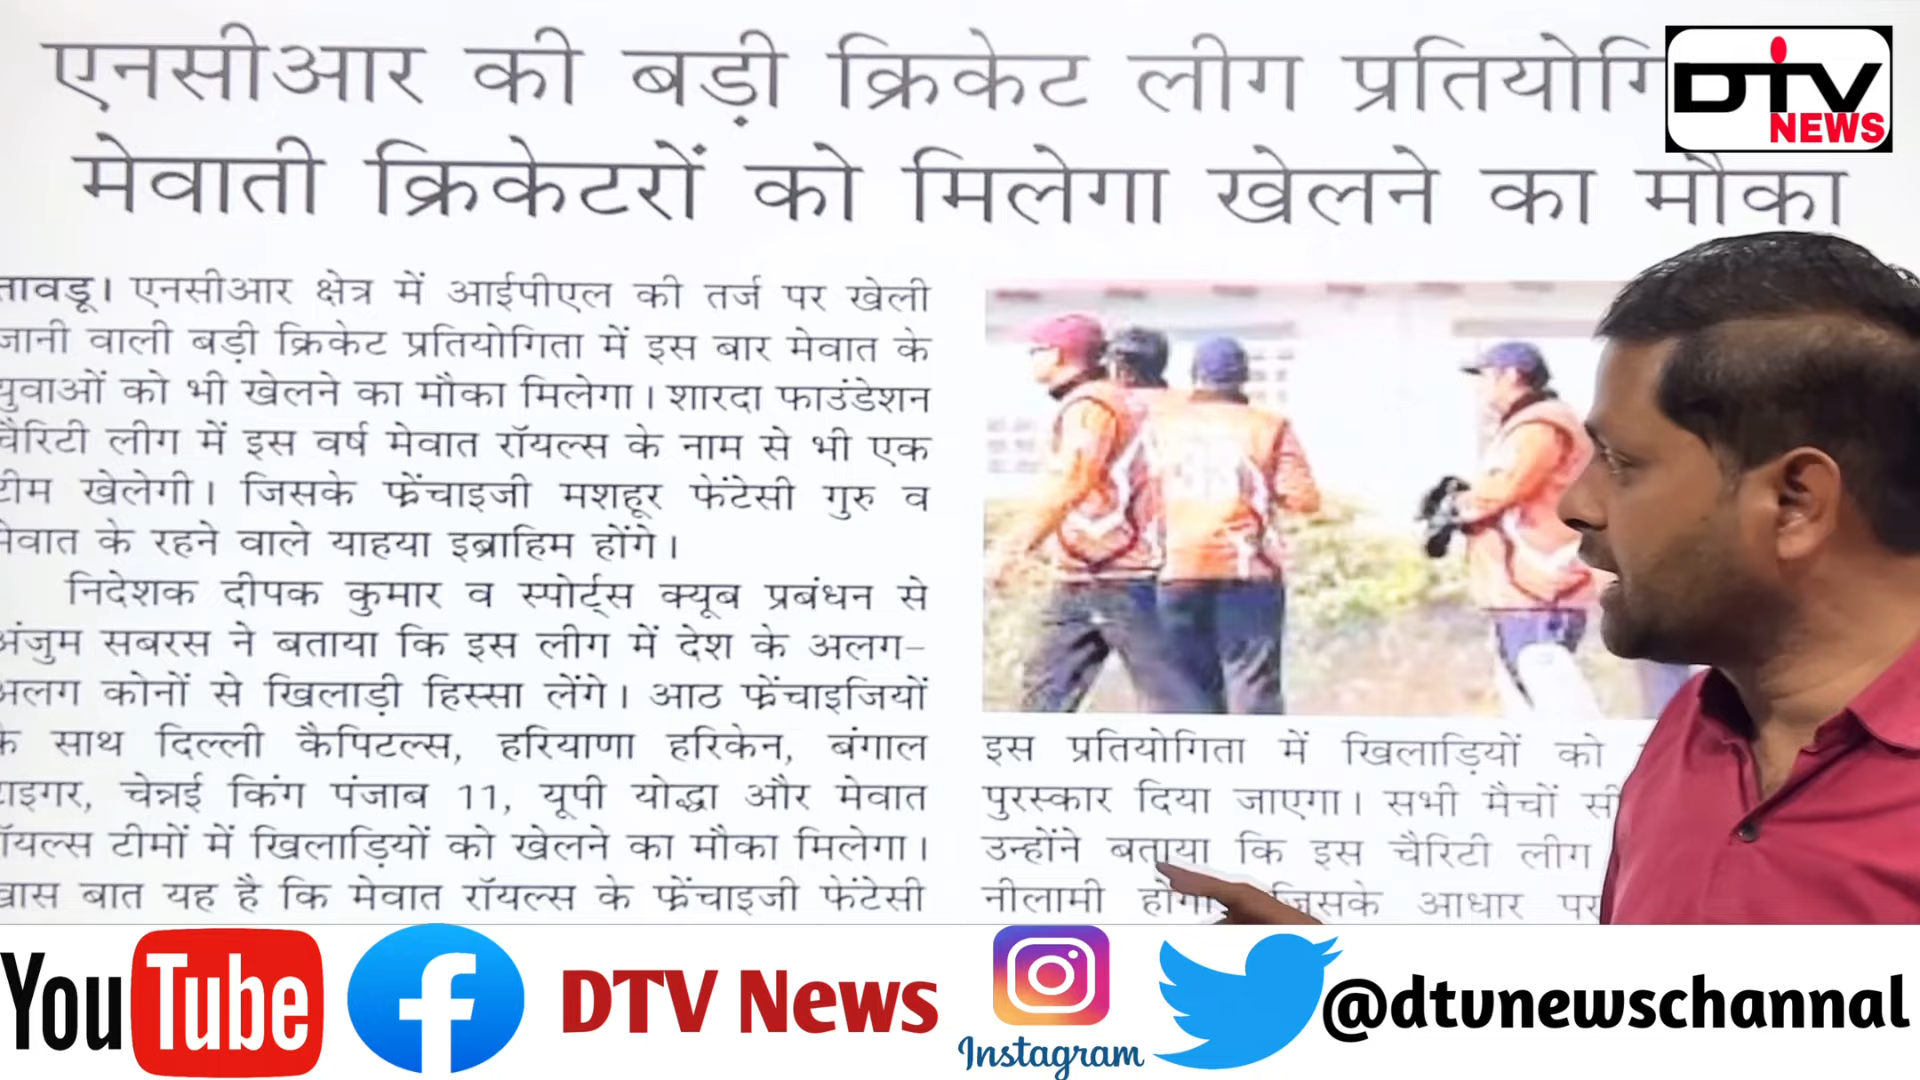 एनसीआर की बड़ी क्रिकेट लीग
मेवाती क्रिकेटरों को मिलेगा खेलने का मौका
DTV
NEWS
तावडू। एनसीआर क्षेत्र में आईपीएल की तर्ज पर खेली
जानी वाली बड़ी क्रिकेट प्रतियोगिता में इस बार मेवात के
युवाओं को भी खेलने का मौका मिलेगा। शारदा फाउंडेशन
चैरिटी लीग में इस वर्ष मेवात रॉयल्स के नाम से भी एक
टीम खेलेगी। जिसके फ्रेंचाइजी मशहूर फेंटेसी गुरु व
मेवात के रहने वाले याहया इब्राहिम होंगे।
निदेशक दीपक कुमार व स्पोर्ट्स क्यूब प्रबंधन से
अंजुम सबरस ने बताया कि इस लीग में देश के अलग-
अलग कोनों से खिलाड़ी हिस्सा लेंगे। आठ फ्रेंचाइजियों
के साथ दिल्ली कैपिटल्स, हरियाणा हरिकेन, बंगाल
टाइगर, चेन्नई किंग पंजाब 11, यूपी योद्धा और मेवात
रॉयल्स टीमों में खिलाड़ियों को खेलने का मौका मिलेगा।
खास बात यह है कि मेवात रॉयल्स के फ्रेंचाइजी फेंटेसी
इस प्रतियोगिता में खिलाड़ियों को
पुरस्कार दिया जाएगा। सभी मैचों
उन्होंने बताया कि इस चैरिटी लीग
नीलामी होगी जिसके आधार पर
YouTube
DTV News
Instagram
@dtvnewschannal